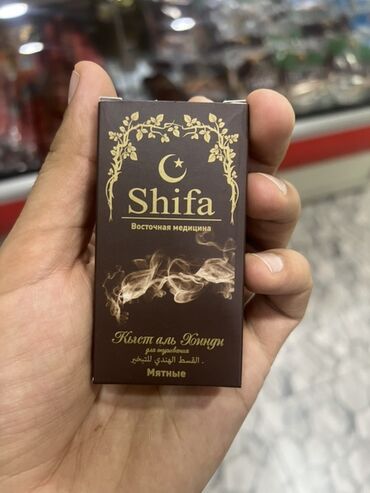 Shifa
Восточная медицина
Кыст аль Хинди
для окуривания
القسط الهندي للتبخير .
Мятные